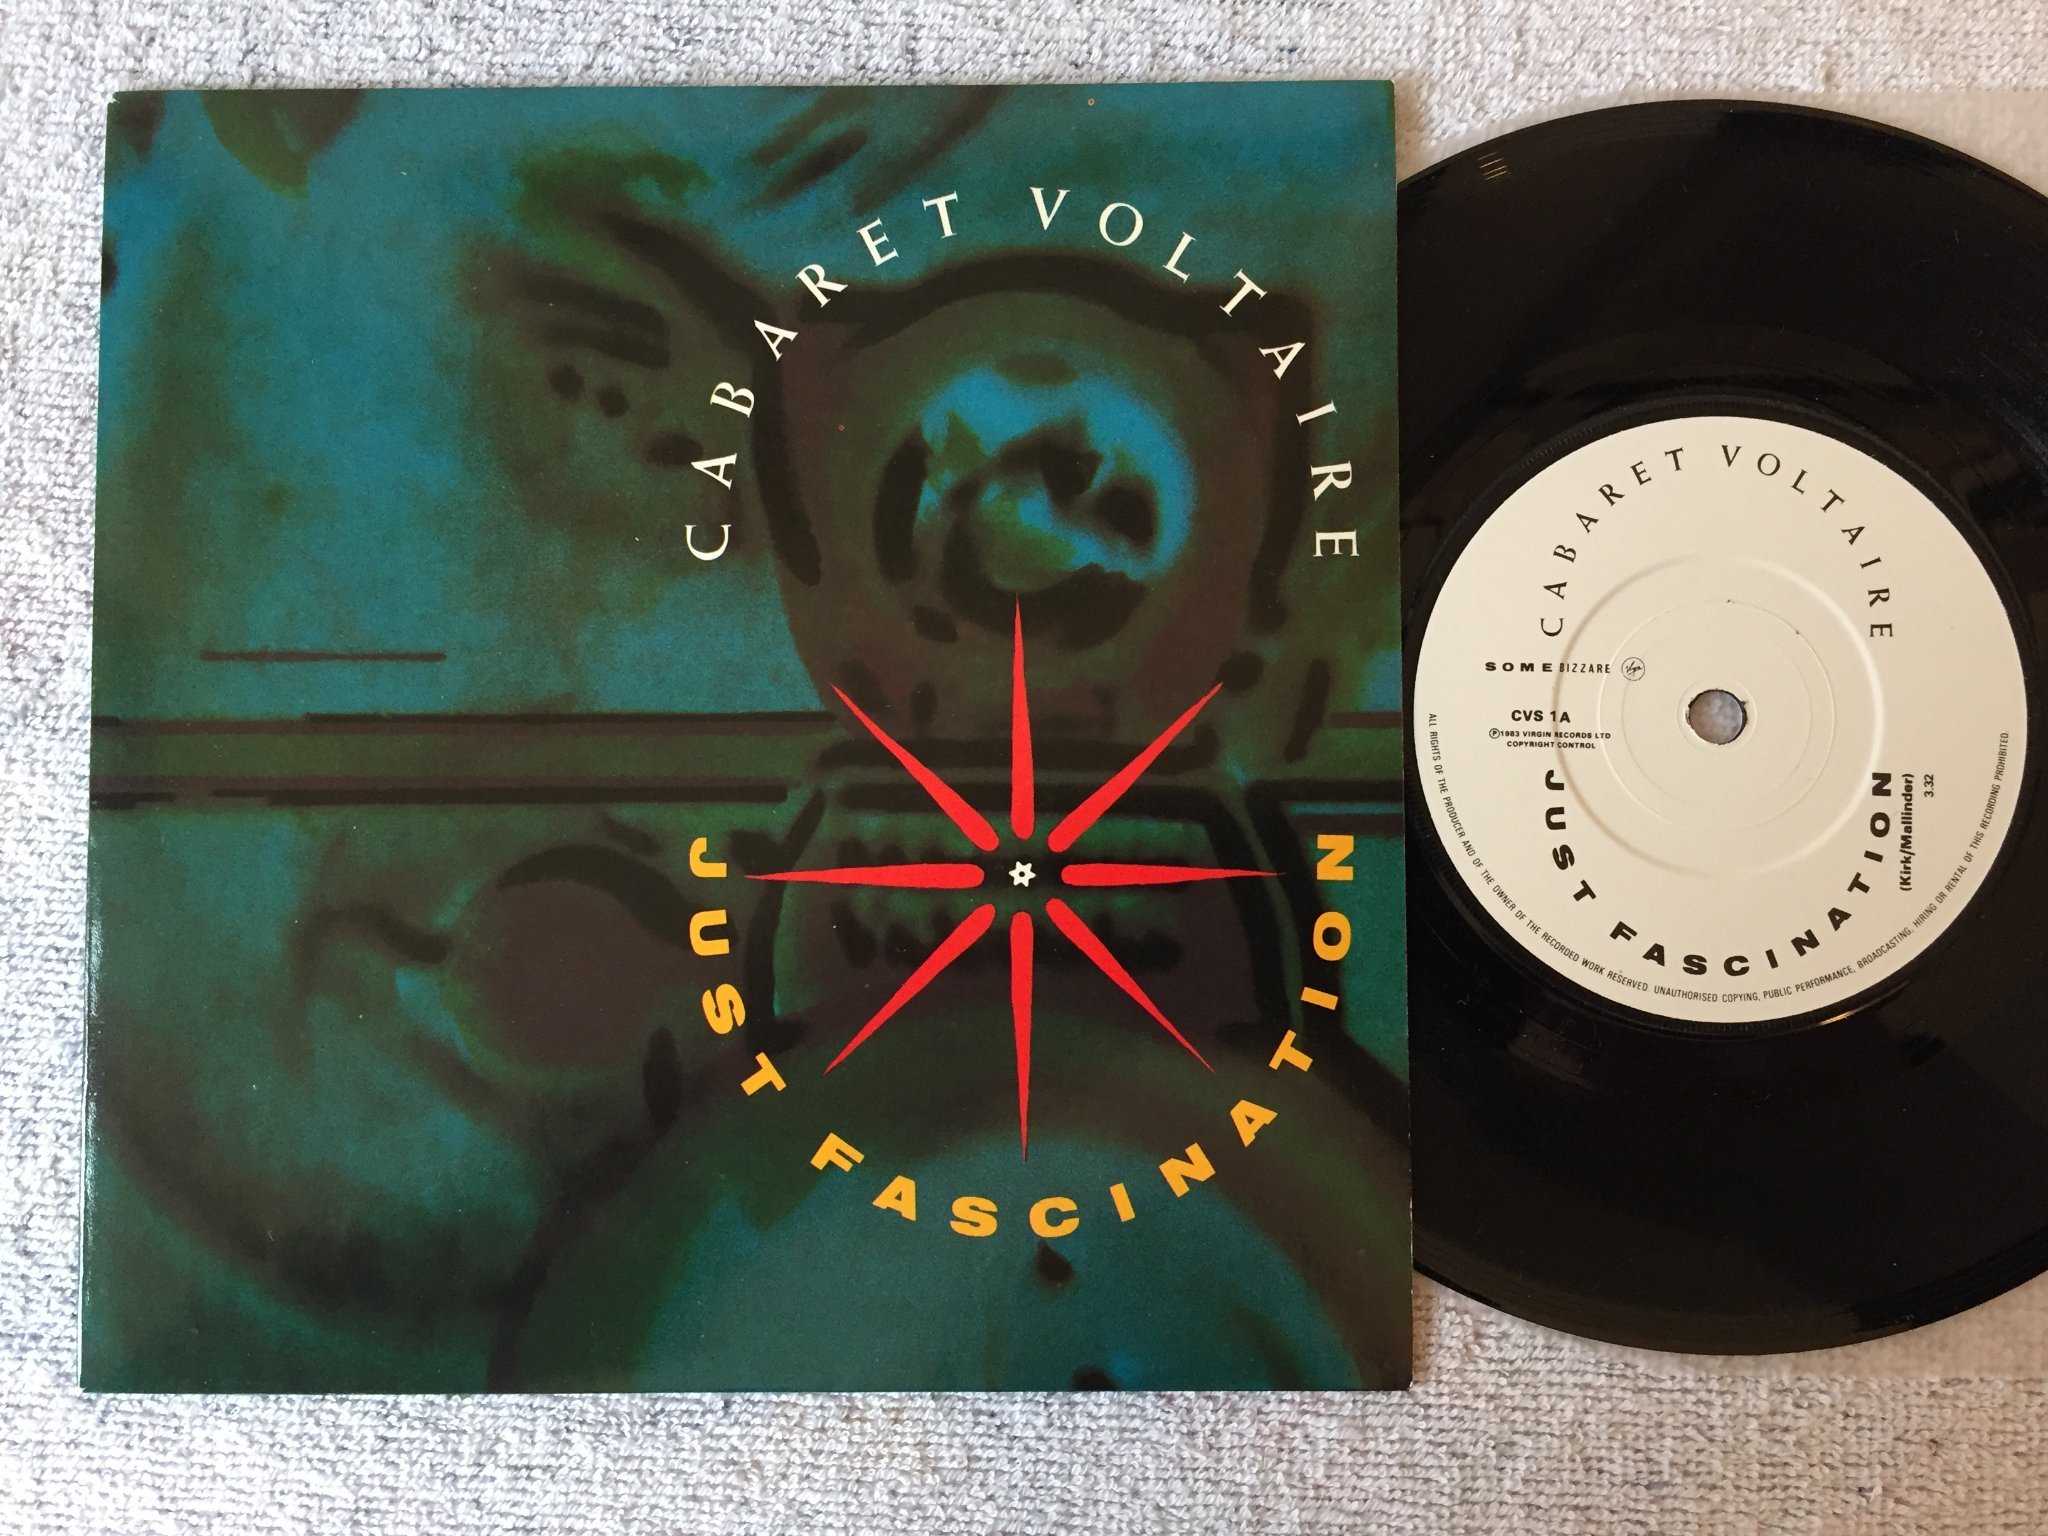 CABARET VOLTAIRE
JUST FASCINATION
CABARET VOLTAIRE
SOME BIZZARE
Virgin
CVS 1A
Ⓟ1983 VIRGIN RECORDS LTD
COPYRIGHT CONTROL
JUST FASCINATION
(Kirk/Mallinder)
3.32
ALL RIGHTS OF THE PRODUCER AND OF THE OWNER OF THE RECORDED WORK RESERVED. UNAUTHORISED COPYING, PUBLIC PERFORMANCE, BROADCASTING, HIRING OR RENTAL OF THIS RECORDING PROHIBITED.